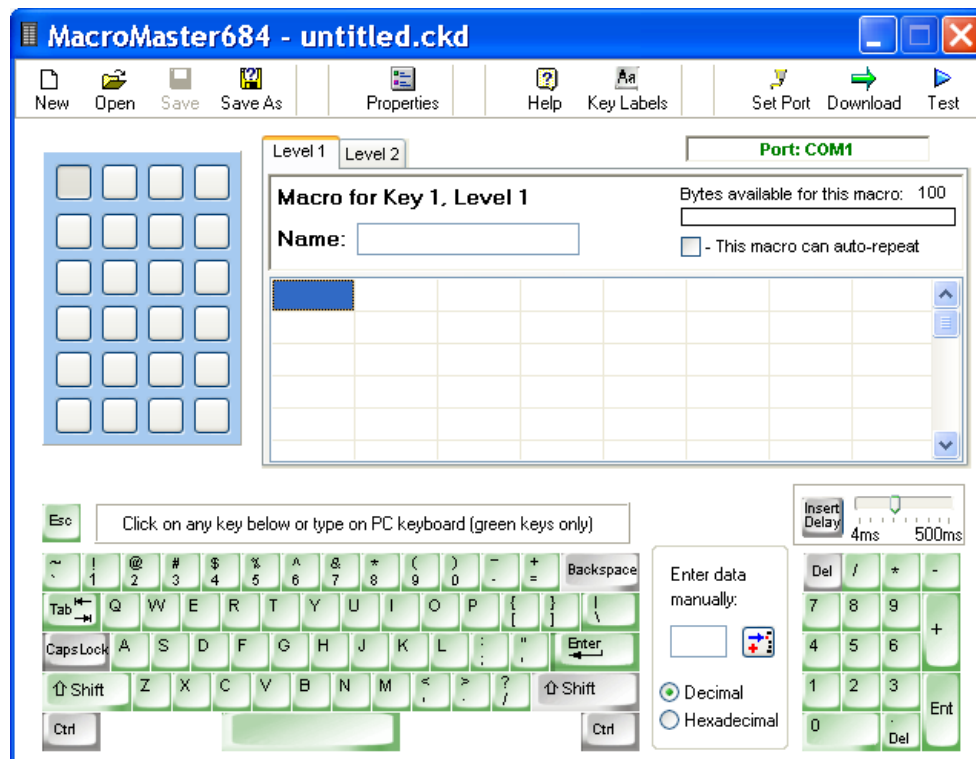 MacroMaster684 - untitled.ckd
New Open Save Save As Properties Help Key Labels Set Port Download Test
Level 1 Level 2
Port: COM1
Macro for Key 1, Level 1
Bytes available for this macro: 100
Name:
- This macro can auto-repeat
Esc
Click on any key below or type on PC keyboard (green keys only)
Insert
Delay
4ms 500ms
~ ! @ # $ % ^ & * ( ) - +
` 1 2 3 4 5 6 7 8 9 0 - = Backspace
Tab Q W E R T Y U I O P { [ } ] | \
Caps Lock A S D F G H J K L : ; " ' Enter
Shift Z X C V B N M < , > . ? / Shift
Ctrl Ctrl
Enter data
manually:
Decimal
Hexadecimal
Del / * -
7 8 9 +
4 5 6
1 2 3 Ent
0 . Del